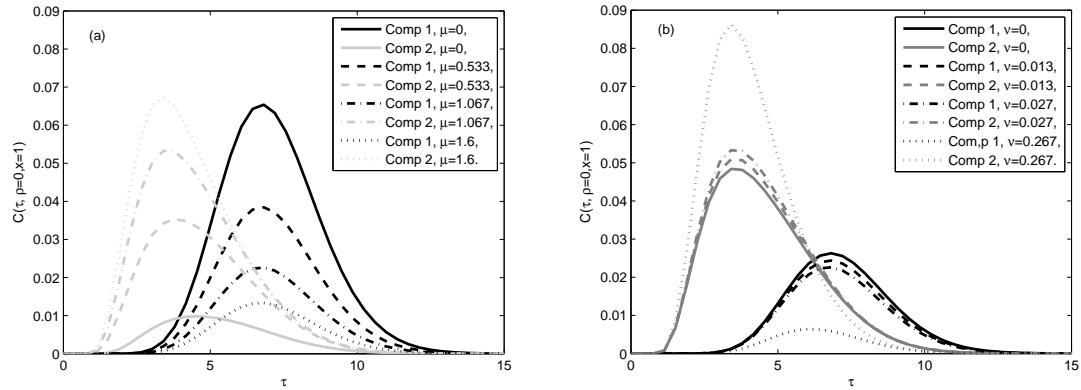 0.09
0.08
0.07
0.06
0.05
0.04
0.03
0.02
0.01
0
C(τ, ρ=0,x=1)
(a)
Comp 1, μ=0,
Comp 2, μ=0,
Comp 1, μ=0.533,
Comp 2, μ=0.533,
Comp 1, μ=1.067,
Comp 2, μ=1.067,
Comp 1, μ=1.6,
Comp 2, μ=1.6.
0 5 10 15
τ
0.09
0.08
0.07
0.06
0.05
0.04
0.03
0.02
0.01
0
C(τ, ρ=0,x=1)
(b)
Comp 1, ν=0,
Comp 2, ν=0,
Comp 1, ν=0.013,
Comp 2, ν=0.013,
Comp 1, ν=0.027,
Comp 2, ν=0.027,
Com,p 1, ν=0.267,
Comp 2, ν=0.267.
0 5 10 15
τ